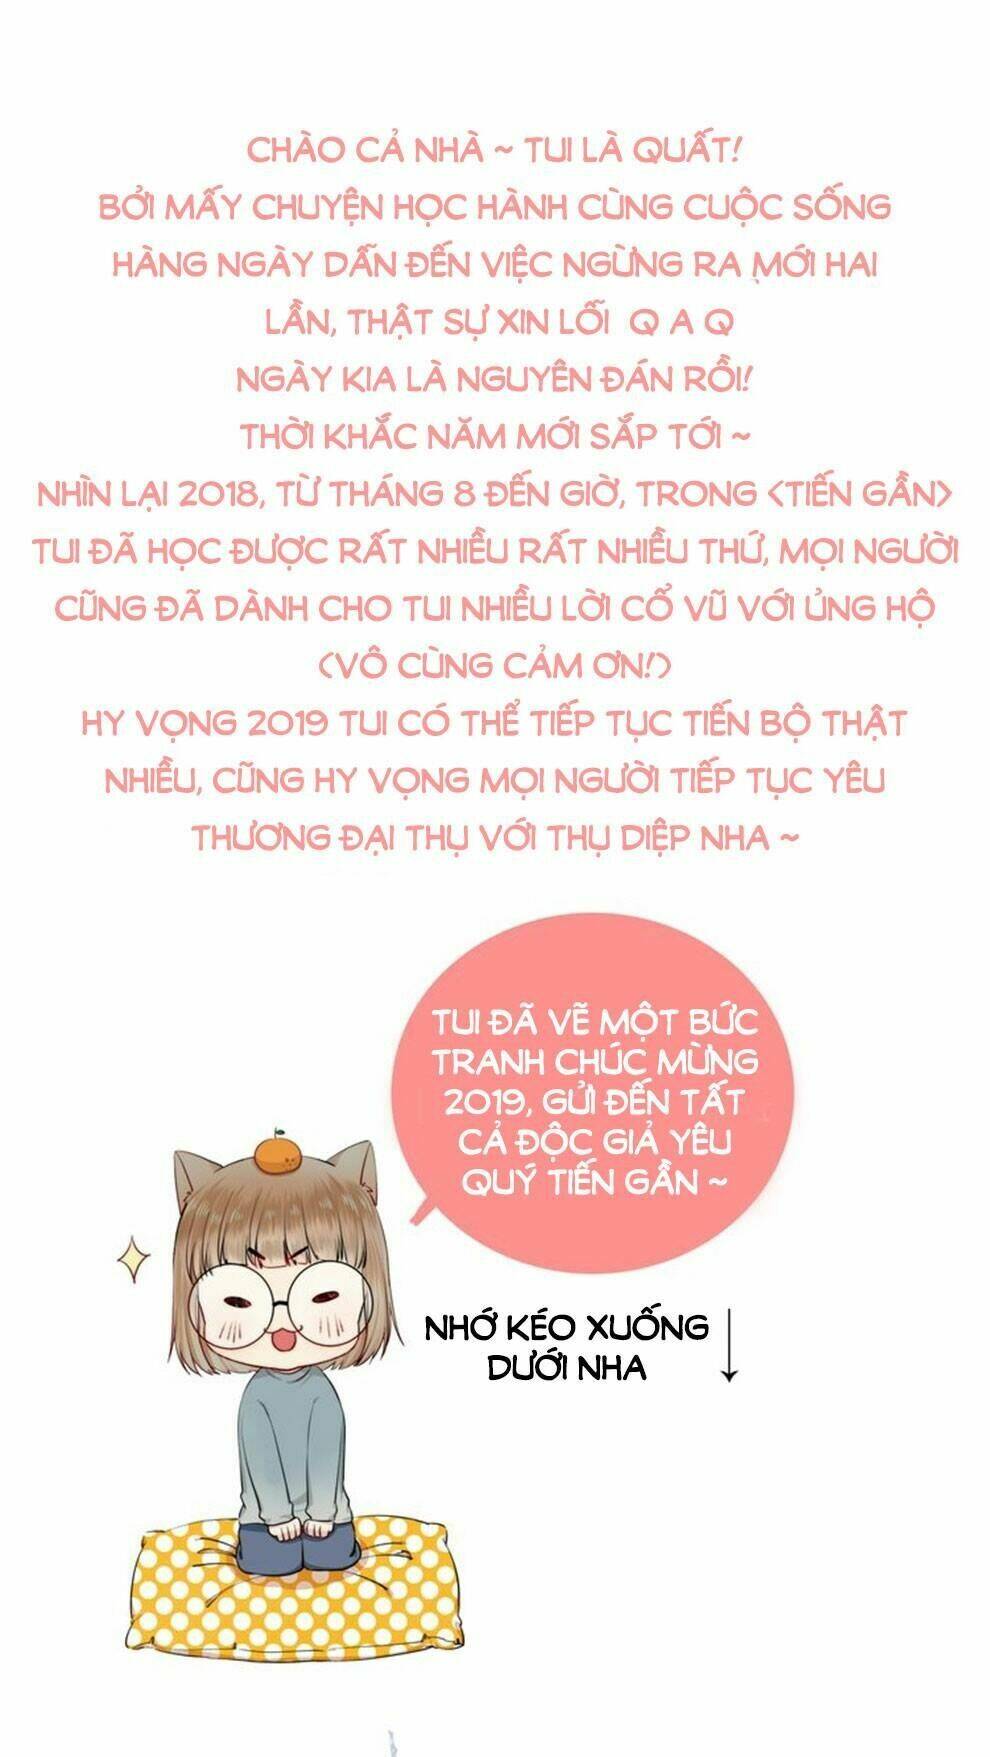 CHÀO CẢ NHÀ ~ TUI LÀ QUẤT!
BỞI MẤY CHUYỆN HỌC HÀNH CÙNG CUỘC SỐNG
HÀNG NGÀY DẪN ĐẾN VIỆC NGỪNG RA MỚI HAI
LẦN, THẬT SỰ XIN LỖI Q A Q
NGÀY KIA LÀ NGUYÊN ĐÁN RỒI!
THỜI KHẮC NĂM MỚI SẮP TỚI ~
NHÌN LẠI 2018, TỪ THÁNG 8 ĐẾN GIỜ, TRONG <TIẾN GẦN>
TUI ĐÃ HỌC ĐƯỢC RẤT NHIỀU RẤT NHIỀU THỨ, MỌI NGƯỜI
CŨNG ĐÃ DÀNH CHO TUI NHIỀU LỜI CỔ VŨ VỚI ỦNG HỘ
(VÔ CÙNG CẢM ƠN!)
HY VỌNG 2019 TUI CÓ THỂ TIẾP TỤC TIẾN BỘ THẬT
NHIỀU, CŨNG HY VỌNG MỌI NGƯỜI TIẾP TỤC YÊU
THƯƠNG ĐẠI THỤ VỚI THỤ DIỆP NHA ~
TUI ĐÃ VẼ MỘT BỨC
TRANH CHÚC MỪNG
2019, GỬI ĐẾN TẤT
CẢ ĐỘC GIẢ YÊU
QUÝ TIẾN GẦN ~
NHỚ KÉO XUỐNG
DƯỚI NHA